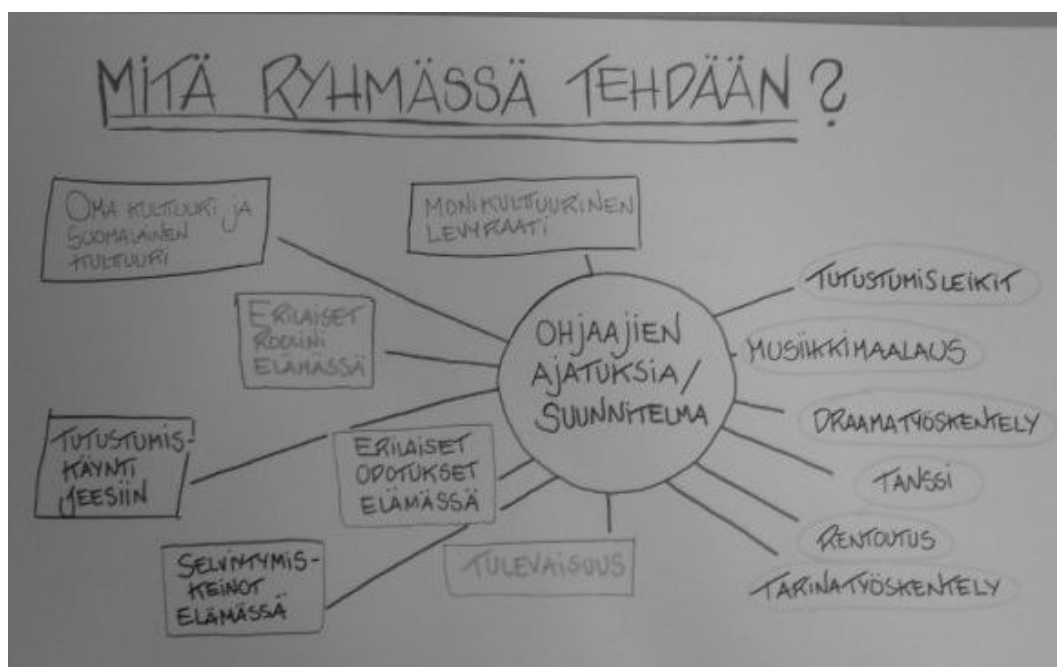 MITÄ RYHMÄSSÄ TEHDÄÄN?
OMA KULTTUURI JA
SUOMALAINEN
KULTTUURI
MONIKULTTUURINEN
LEVYRAATI
ERILAISET
ROOLINI
ELÄMÄSSÄ
TUTUSTUMIS-
KÄYNTI
JEESIIN
ERILAISET
ODOTUKSET
ELÄMÄSSÄ
SELVIYTYMIS-
KEINOT
ELÄMÄSSÄ
TULEVAISUUS
OHJAAJIEN
AJATUKSIA/
SUUNNITELMA
TUTUSTUMISLEIKIT
MUSIIKKIMAALAUS
DRAAMATYÖSKENTELY
TANSSI
RENTOUTUS
TARINATYÖSKENTELY